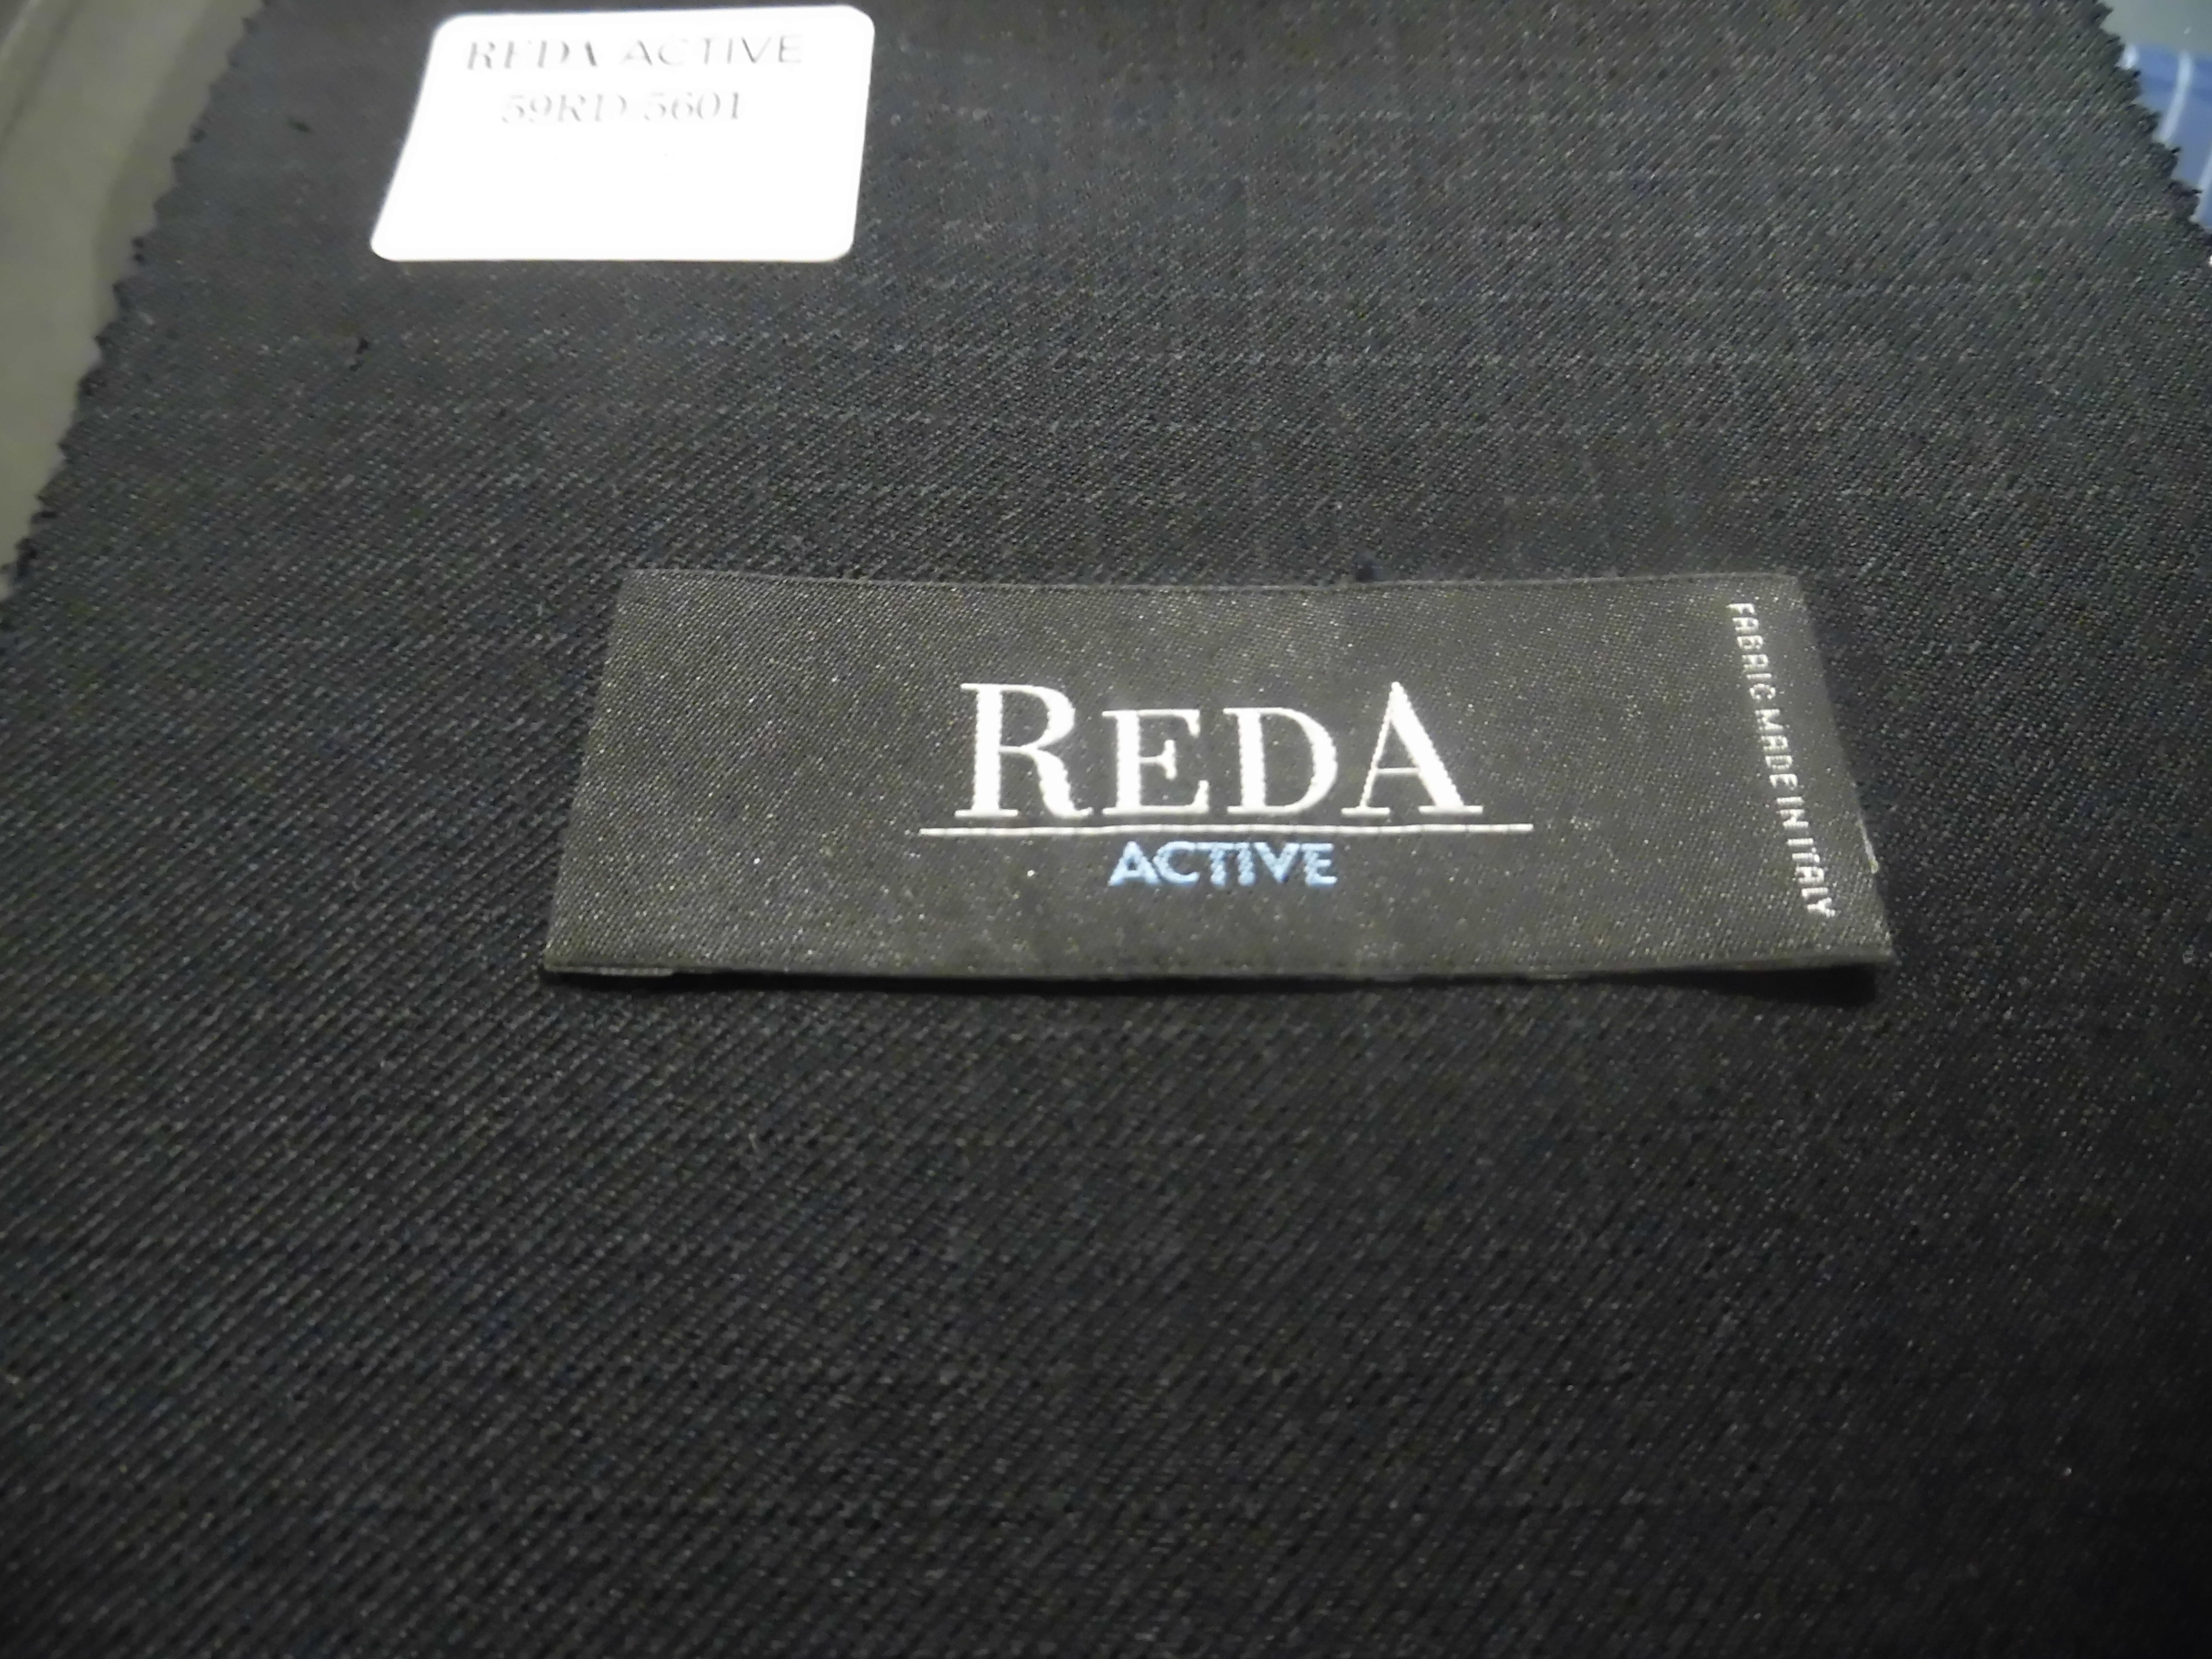 REDA ACTIVE
59RD/5601
REDA
ACTIVE
FABRIC MADE IN ITALY